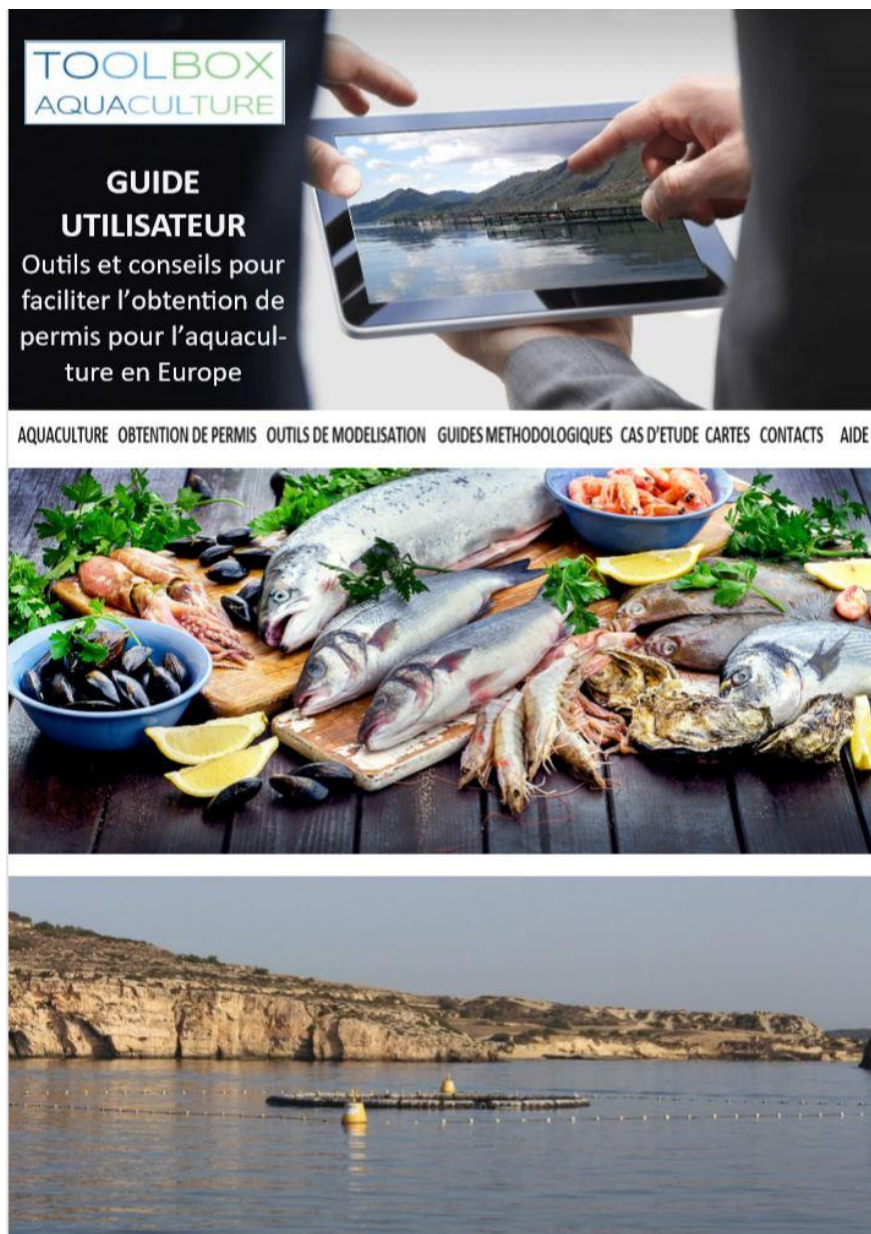 TOOLBOX
AQUACULTURE
GUIDE
UTILISATEUR
Outils et conseils pour
faciliter l’obtention de
permis pour l’aquacul-
ture en Europe
AQUACULTURE OBTENTION DE PERMIS OUTILS DE MODELISATION GUIDES METHODOLOGIQUES CAS D’ETUDE CARTES CONTACTS AIDE